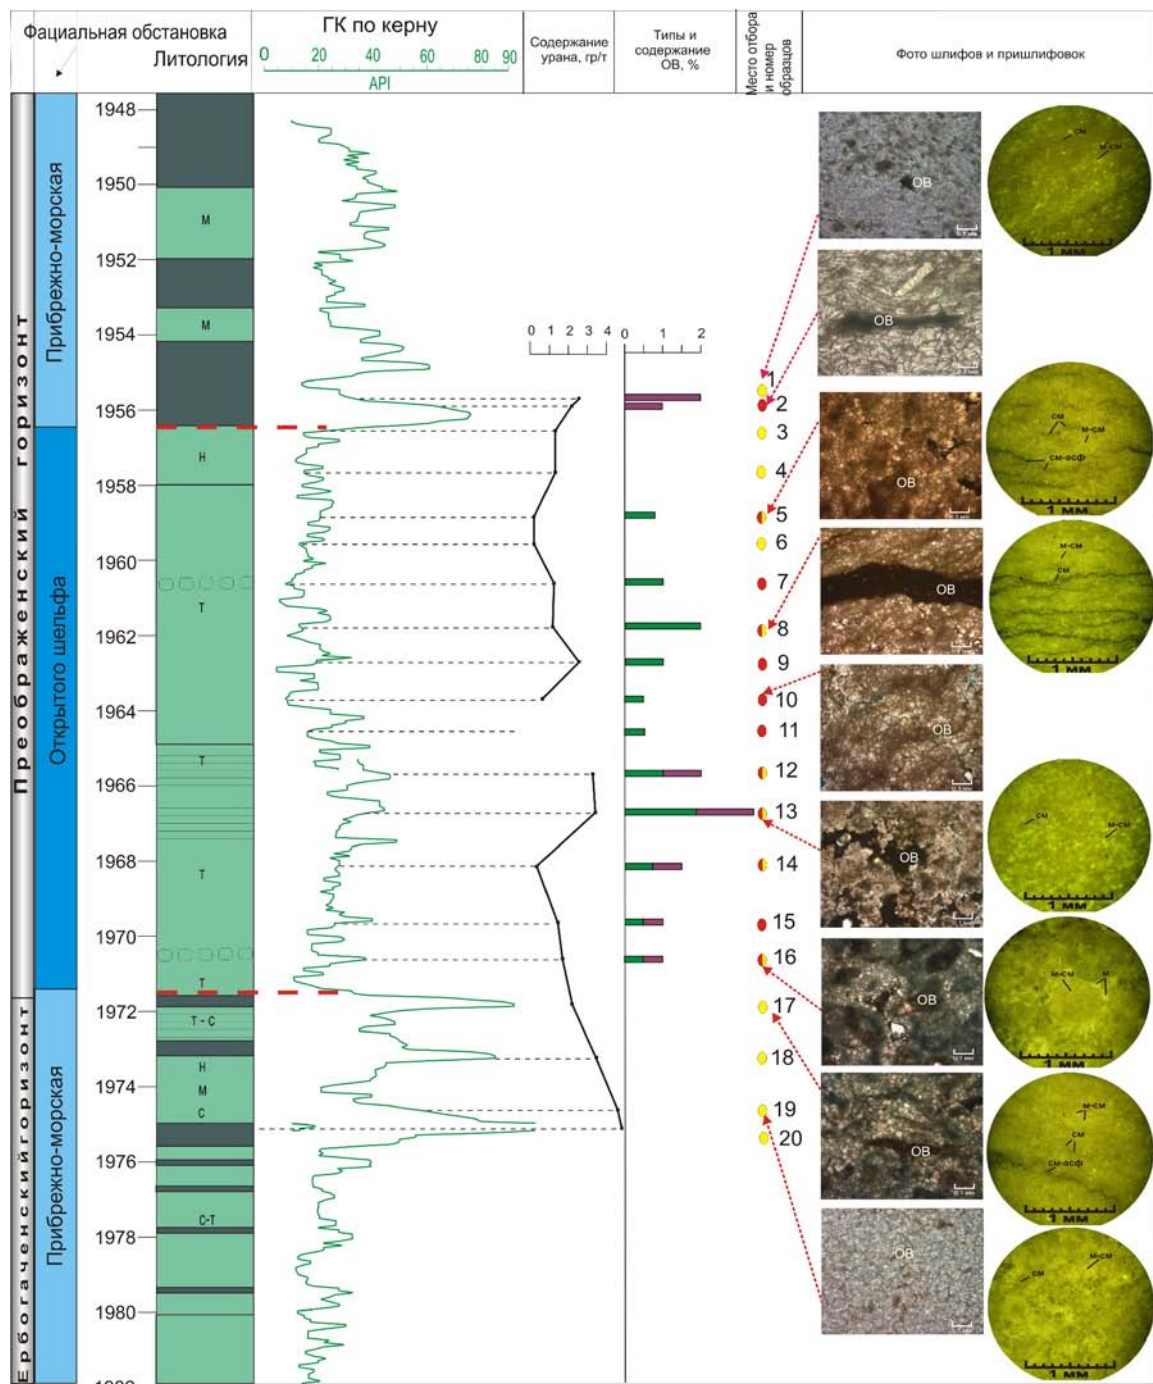 Фациальная обстановка
Литология
ГК по керну
0 20 40 60 80 90
API
Содержание
урана, гр/т
Типы и
содержание
ОВ, %
Место отбора
и номер
образцов
Фото шлифов и пришлифовок
Преображенский горизонт
Ербогаченский горизонт
Прибрежно-морская
Открытого шельфа
Прибрежно-морская
1948
1950
1952
1954
1956
1958
1960
1962
1964
1966
1968
1970
1972
1974
1976
1978
1980
М
М
Н
Т
Т
Т
Т
Т - С
Н
М
С
С-Т
0 1 2 3 4
0 1 2
1
2
3
4
5
6
7
8
9
10
11
12
13
14
15
16
17
18
19
20
ОВ
ОВ
ОВ
ОВ
ОВ
ОВ
ОВ
ОВ
ОВ
см
м-см
1 мм
см
м-см
см-асф
1 мм
м-см
см
1 мм
см
м-см
1 мм
м-см
м
1 мм
м-см
см
см-асф
1 мм
см
м-см
1 мм